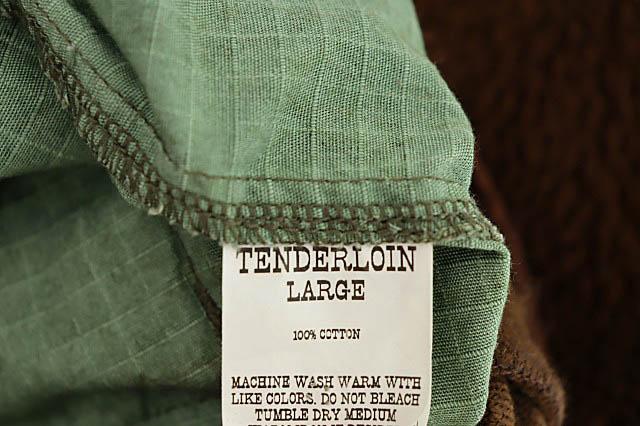 TENDERLOIN
LARGE
100% COTTON
MACHINE WASH WARM WITH
LIKE COLORS. DO NOT BLEACH
TUMBLE DRY MEDIUM